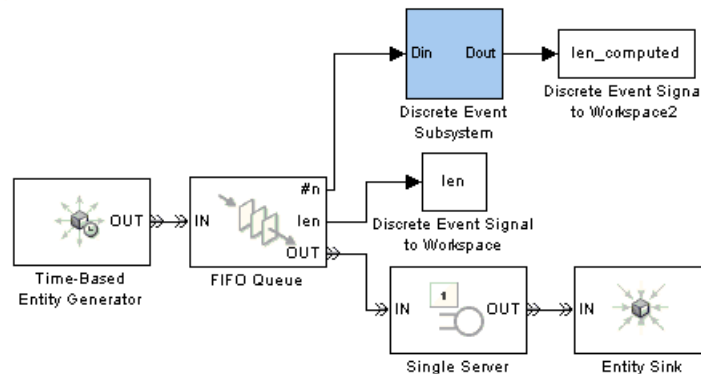 Din Dout
len_computed
Discrete Event
Subsystem
Discrete Event Signal
to Workspace2
#n
len
OUT
IN
len
OUT
Discrete Event Signal
to Workspace
Time-Based
Entity Generator
FIFO Queue
IN
1
OUT
IN
Single Server
Entity Sink